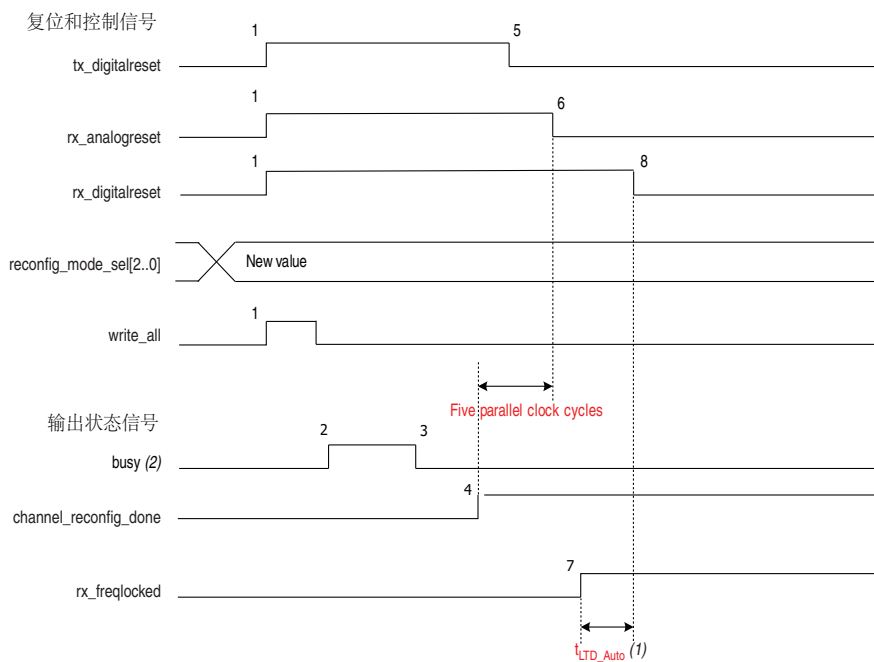 复位和控制信号
1 5
tx_digitalreset
1 6
rx_analogreset
1 8
rx_digitalreset
reconfig_mode_sel[2..0] New value
1
write_all
Five parallel clock cycles
输出状态信号
2 3
busy (2)
4
channel_reconfig_done
7
rx_freqlocked
tLTD_Auto (1)